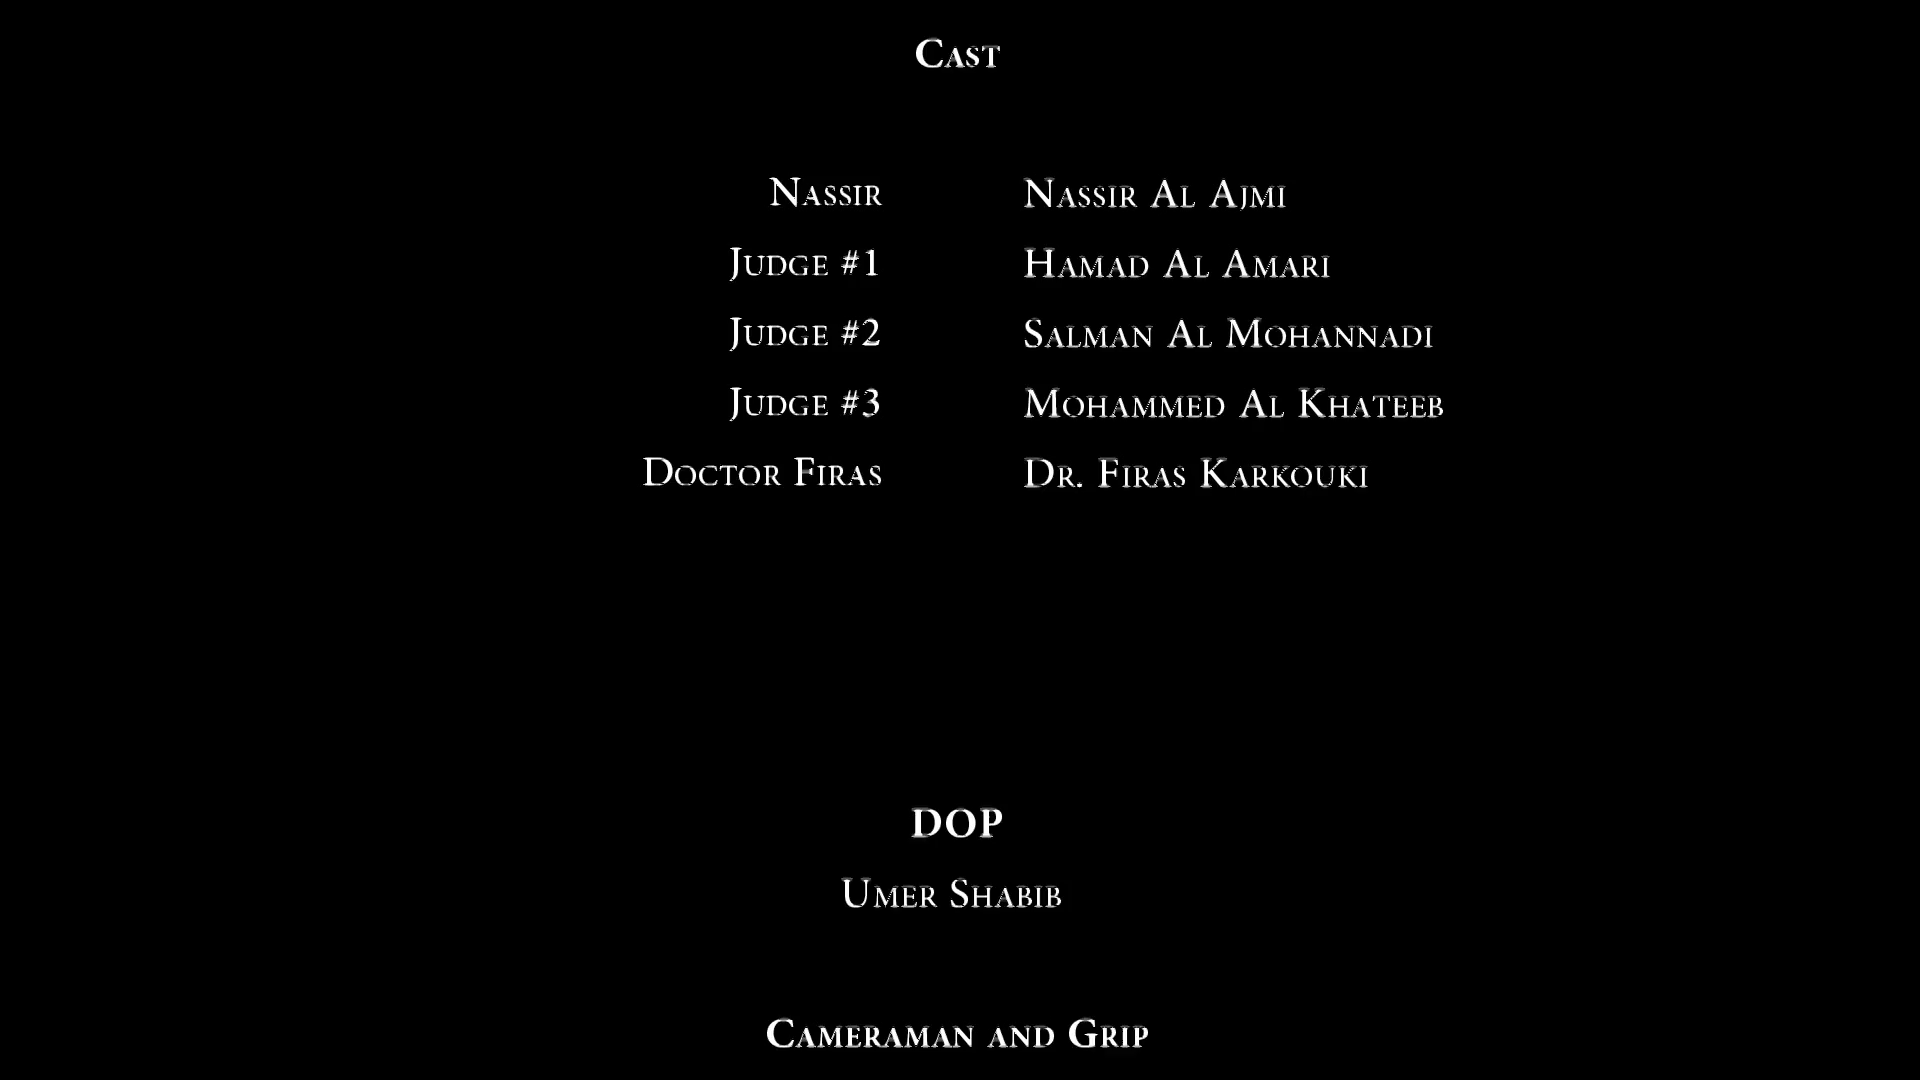 Cast
Nassir Nassir Al Ajmi
Judge #1 Hamad Al Amari
Judge #2 Salman Al Mohannadi
Judge #3 Mohammed Al Khateeb
Doctor Firas Dr. Firas Karkouki
DOP
Umer Shabib
Cameraman and Grip